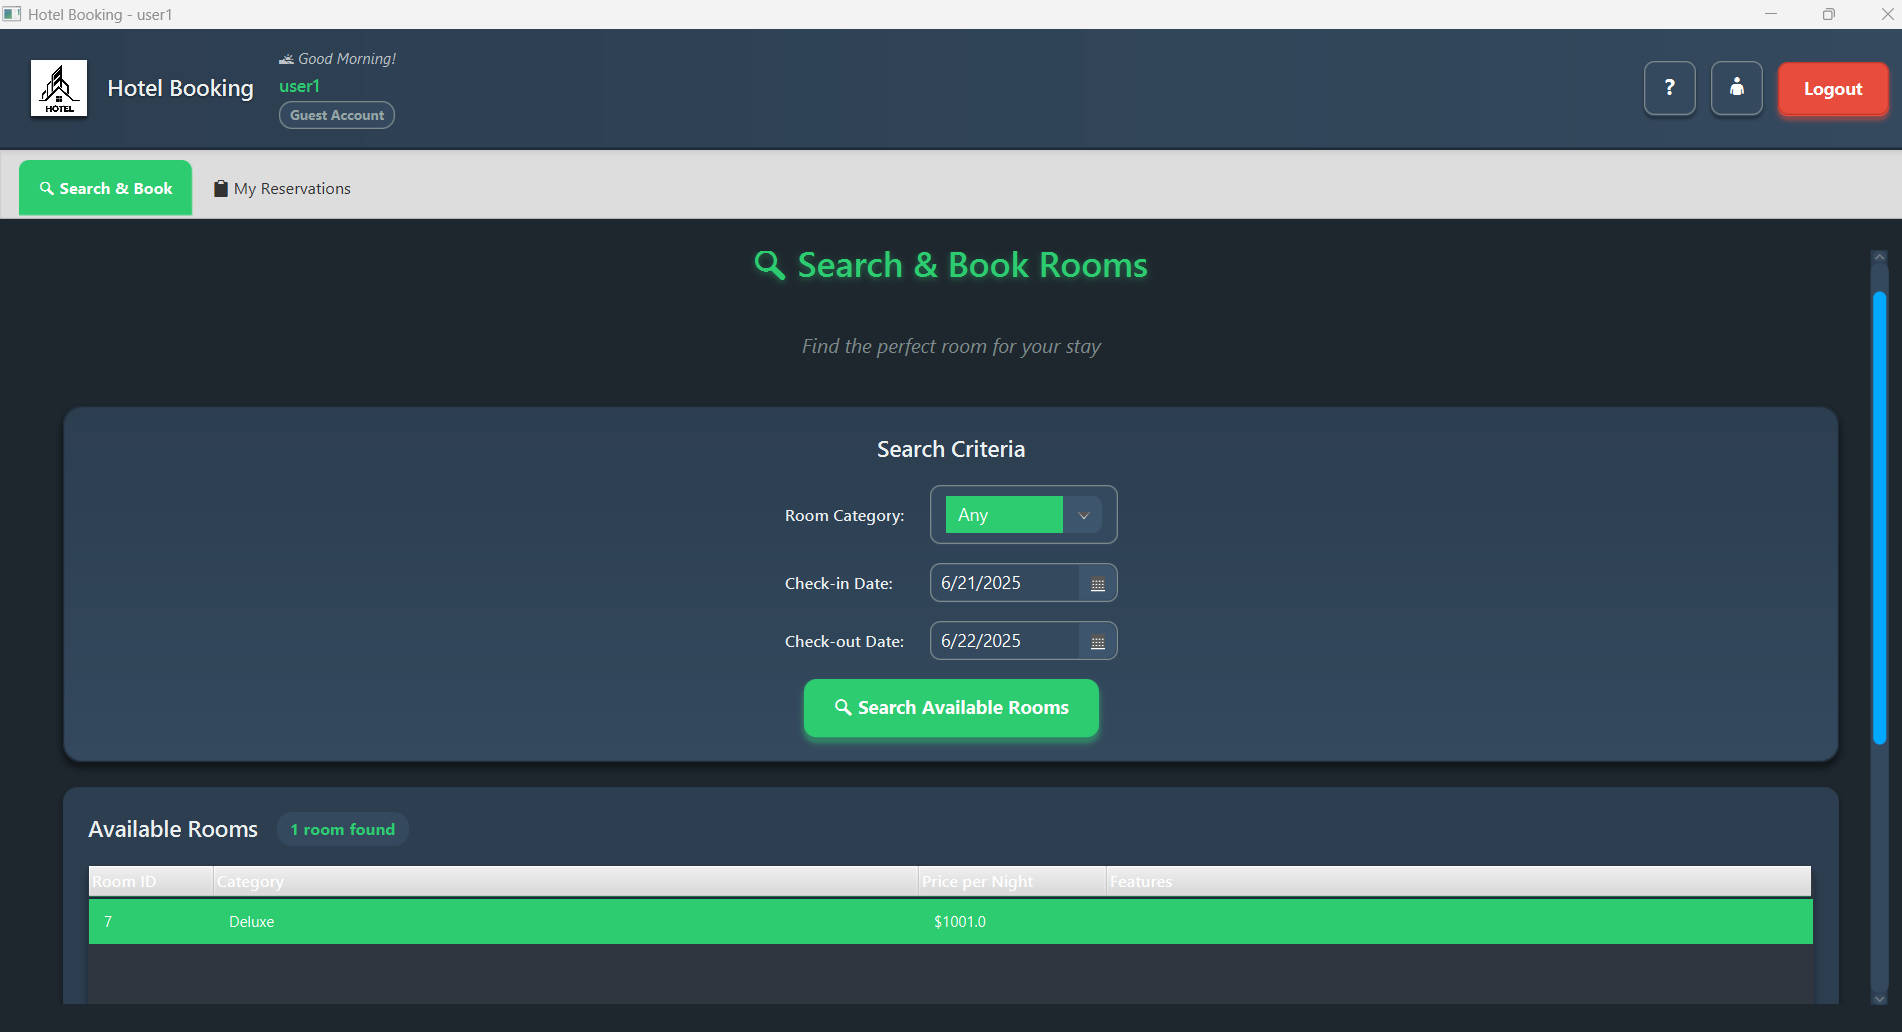 Hotel Booking - user1
HOTEL
Hotel Booking
Good Morning!
user1
Guest Account
?
Logout
Search & Book
My Reservations
Search & Book Rooms
Find the perfect room for your stay
Search Criteria
Room Category:
Any
Check-in Date:
6/21/2025
Check-out Date:
6/22/2025
Search Available Rooms
Available Rooms
1 room found
Room ID Category Price per Night Features
7 Deluxe $1001.0